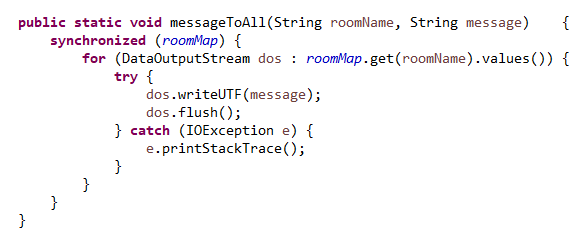 public static void messageToAll(String roomName, String message)    {
    synchronized (roomMap) {
        for (DataOutputStream dos : roomMap.get(roomName).values()) {
            try {
                dos.writeUTF(message);
                dos.flush();
            } catch (IOException e) {
                e.printStackTrace();
            }
        }
    }
}